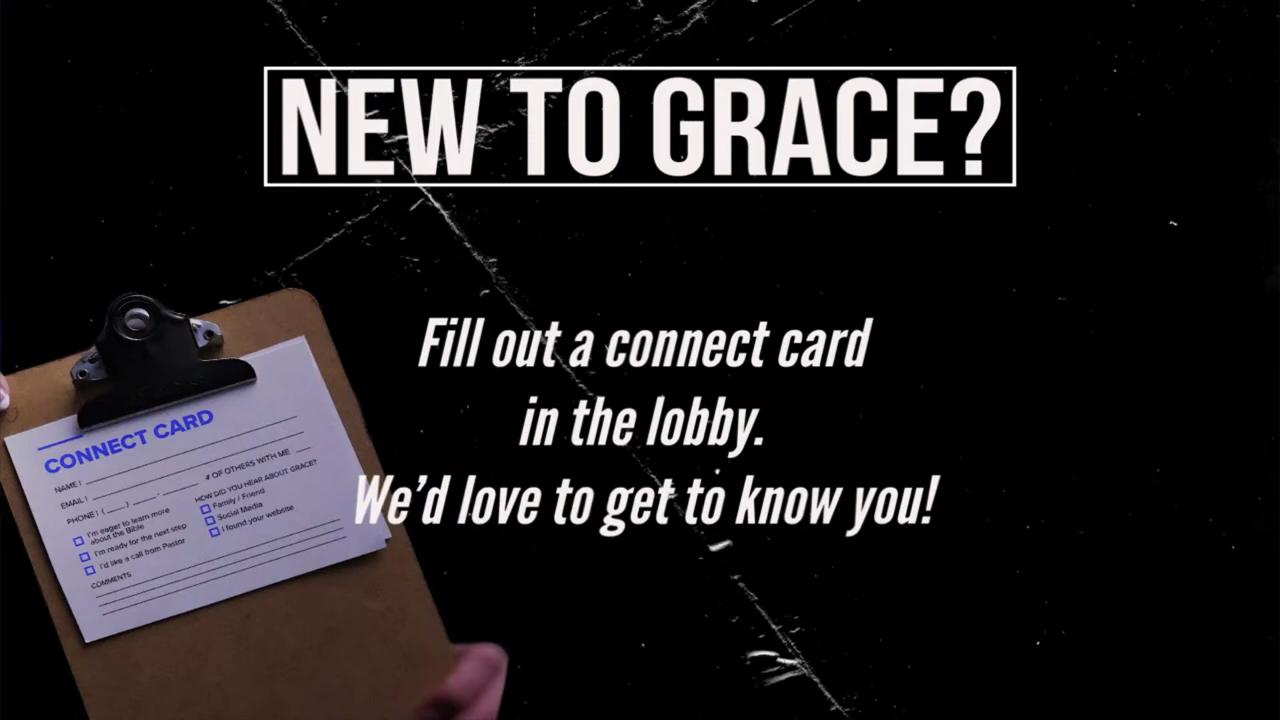 NEW TO GRACE?
Fill out a connect card
in the lobby.
We'd love to get to know you!
CONNECT CARD
NAME |
EMAIL |
# OF OTHERS WITH ME
PHONE | ( ) -
HOW DID YOU HEAR ABOUT GRACE?
I'm eager to learn more
about the Bible
I'm ready for the next step
I'd like a call from Pastor
Family / Friend
Social Media
I found your website
COMMENTS